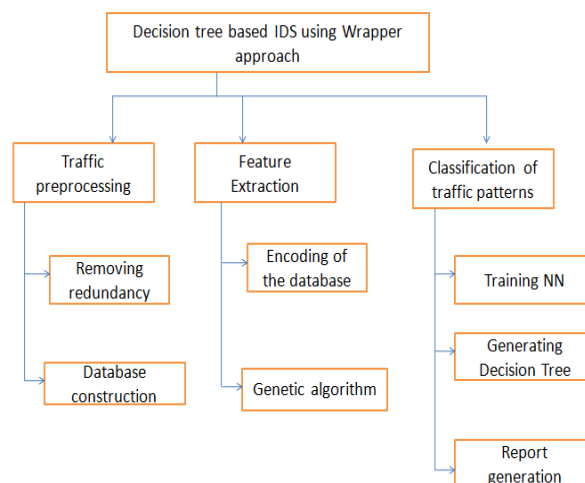 Decision tree based IDS using Wrapper
approach
Traffic
preprocessing
Feature
Extraction
Classification of
traffic patterns
Removing
redundancy
Database
construction
Encoding of
the database
Genetic algorithm
Training NN
Generating
Decision Tree
Report
generation